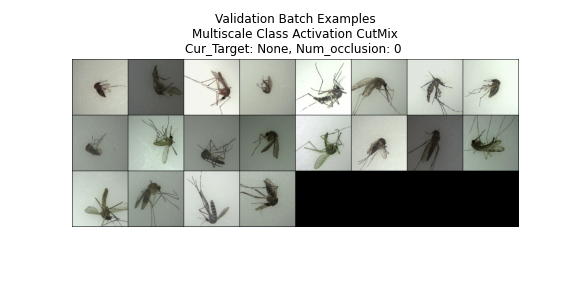 Validation Batch Examples
Multiscale Class Activation CutMix
Cur_Target: None, Num_occlusion: 0